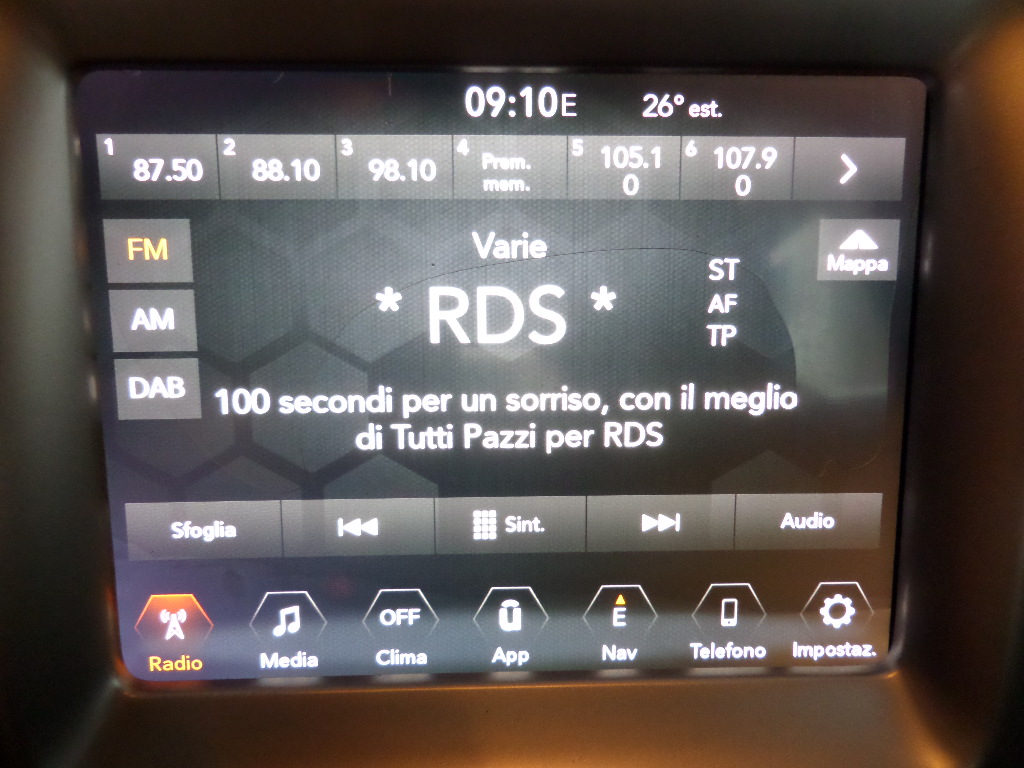 09:10E 26° est.
1 87.50 2 88.10 3 98.10 4 Prem. 5 105.1 6 107.9
mem. 0 0
FM Varie Mappa
ST
AM * RDS * AF
TP
DAB 100 secondi per un sorriso, con il meglio
di Tutti Pazzi per RDS
Sfoglia Sint. Audio
OFF E
Radio Media Clima App Nav Telefono Impostaz.